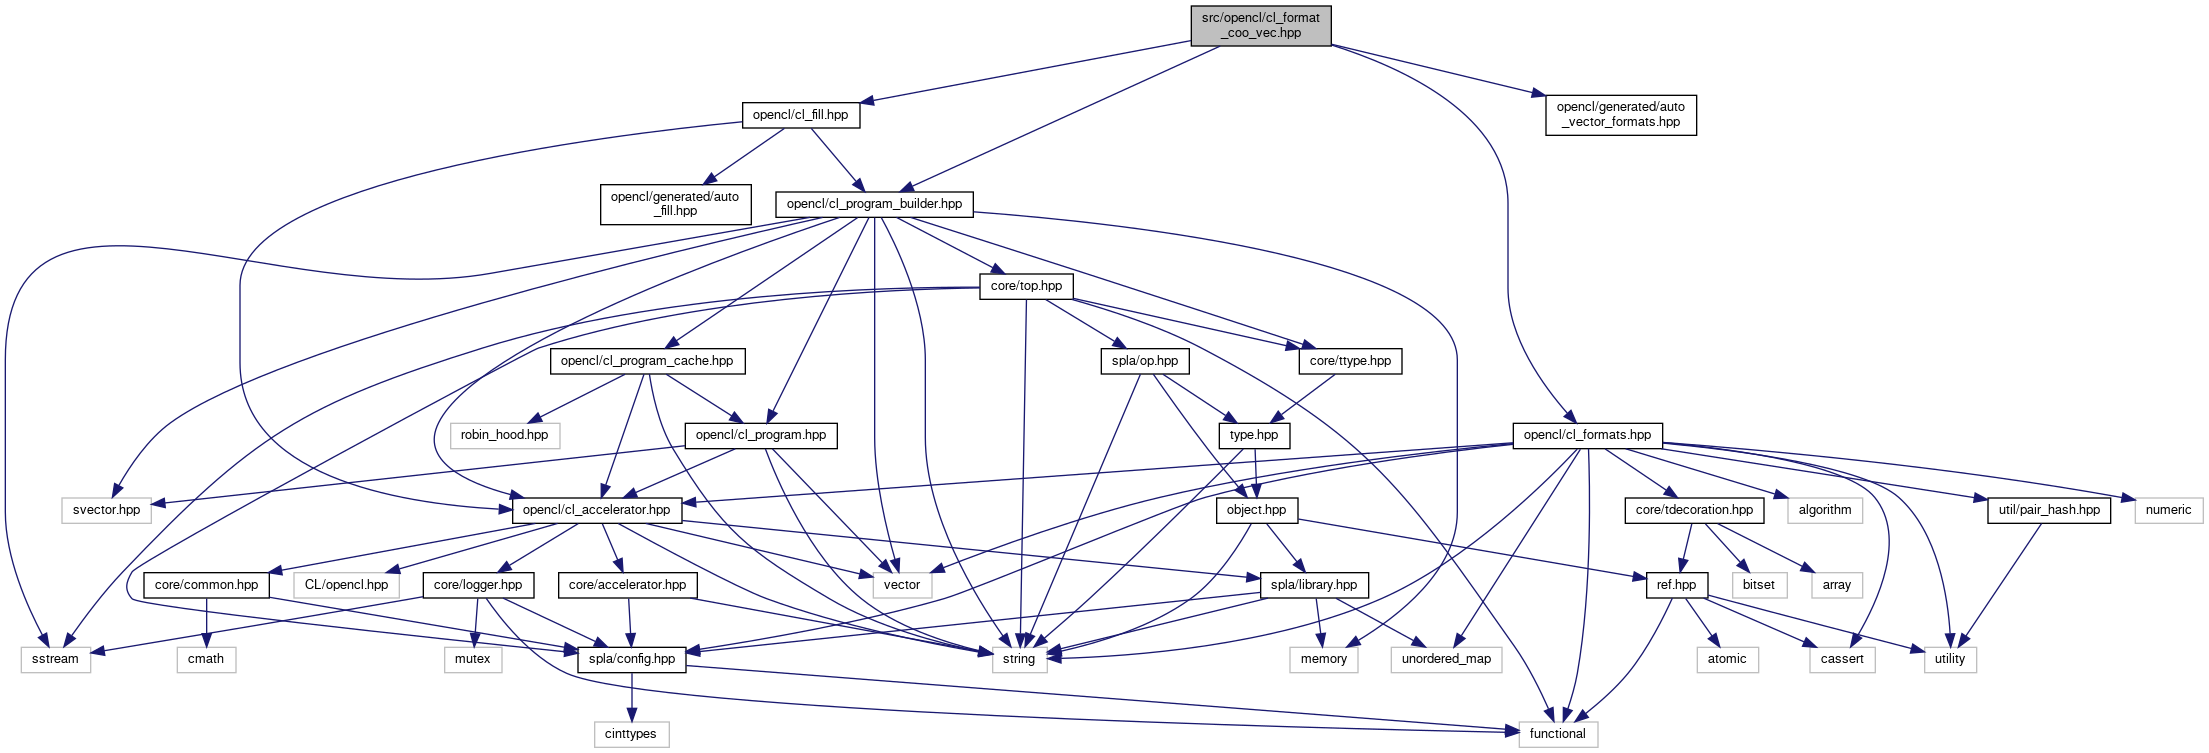 src/opencl/cl_format
_coo_vec.hpp
opencl/cl_fill.hpp
opencl/generated/auto
_vector_formats.hpp
opencl/generated/auto
_fill.hpp
opencl/cl_program_builder.hpp
core/top.hpp
opencl/cl_program_cache.hpp
spla/op.hpp
core/ttype.hpp
robin_hood.hpp
opencl/cl_program.hpp
type.hpp
opencl/cl_formats.hpp
svector.hpp
opencl/cl_accelerator.hpp
object.hpp
core/tdecoration.hpp
algorithm
util/pair_hash.hpp
numeric
core/common.hpp
CL/opencl.hpp
core/logger.hpp
core/accelerator.hpp
vector
spla/library.hpp
ref.hpp
bitset
array
sstream
cmath
mutex
spla/config.hpp
string
memory
unordered_map
atomic
cassert
utility
cinttypes
functional